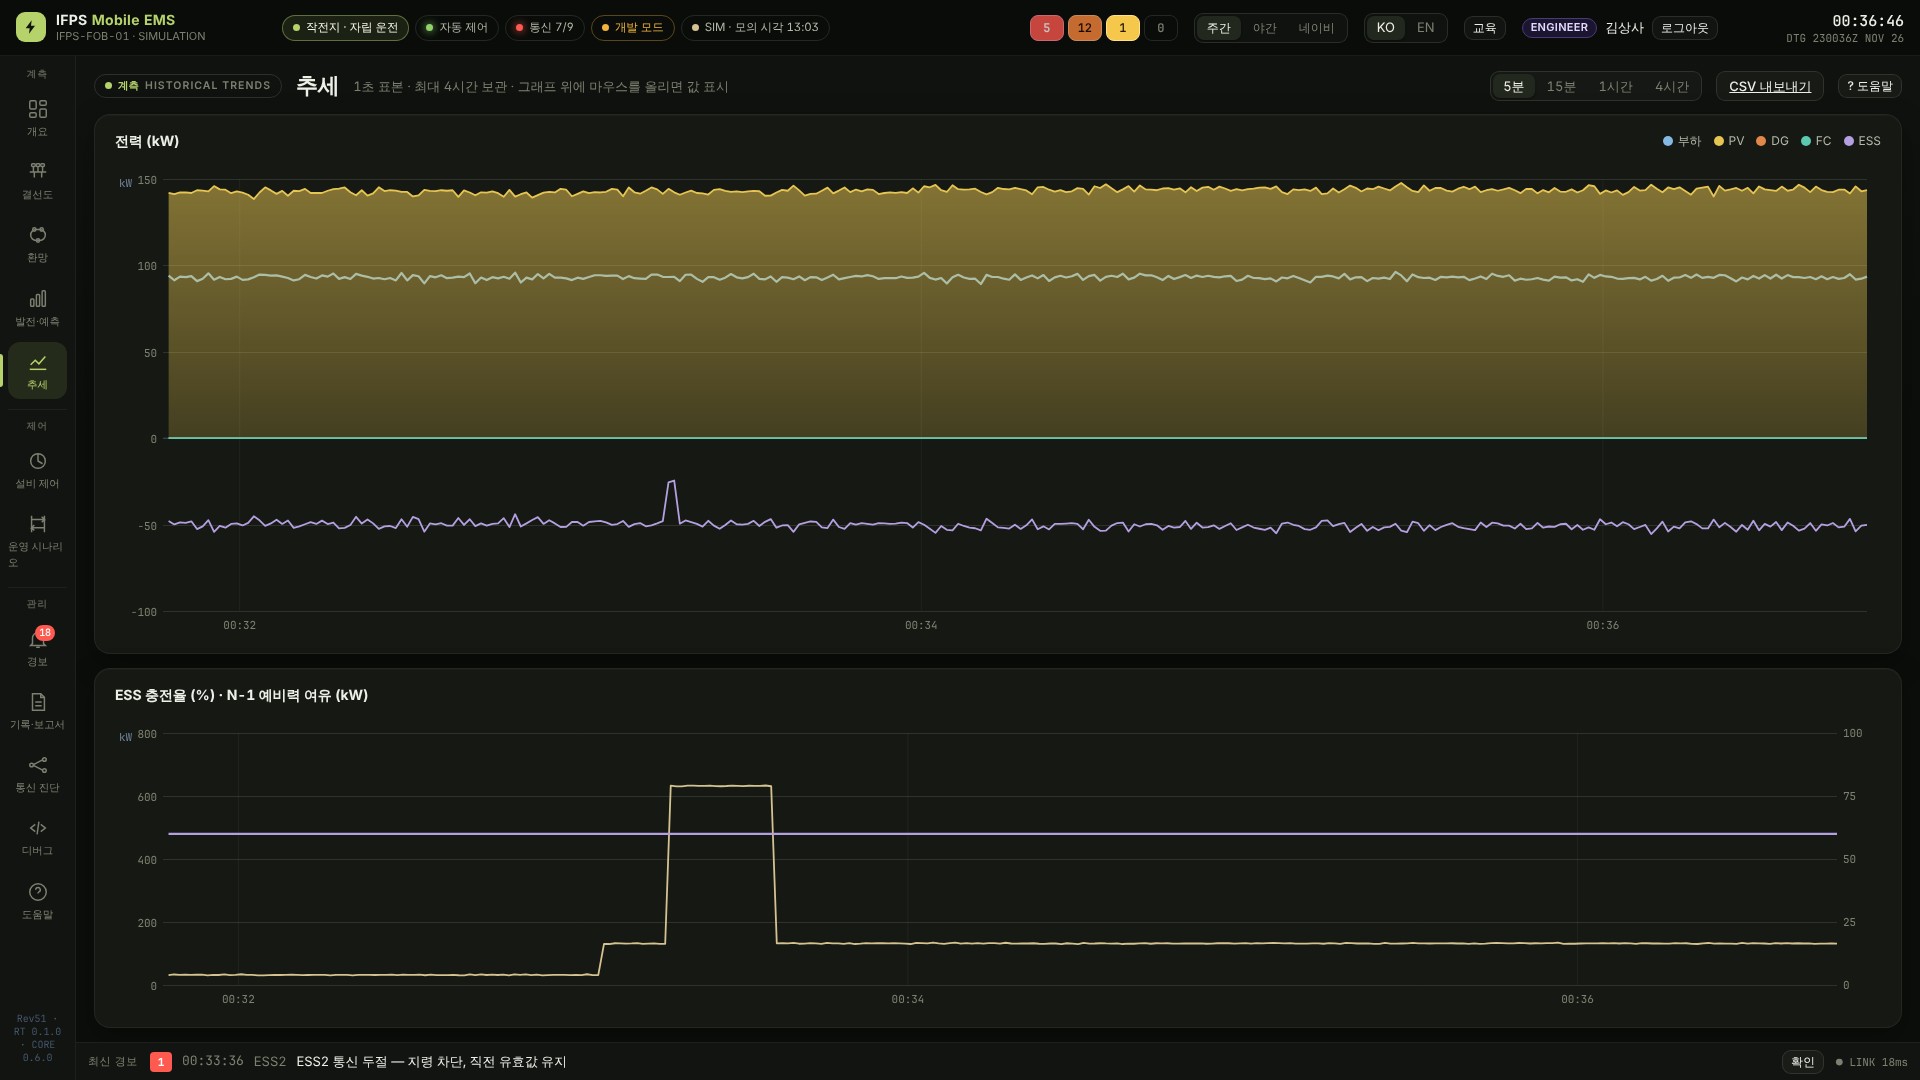 IFPS Mobile EMS
IFPS-FOB-01 · SIMULATION
작전지 · 자립 운전
자동 제어
통신 7/9
개발 모드
SIM · 모의 시각 13:03
5
12
1
0
주간
야간
네이비
KO
EN
교육
ENGINEER
김상사
로그아웃
00:36:46
DTG 230036Z NOV 26
계측
개요
결선도
환망
발전·예측
추세
제어
설비 제어
운영 시나리
오
관리
18
경보
기록·보고서
통신 진단
디버그
도움말
RevS1 ·
RT 0.1.0
· CORE
0.6.0
계측 HISTORICAL TRENDS
추세
1초 표본 · 최대 4시간 보관 · 그래프 위에 마우스를 올리면 값 표시
5분
15분
1시간
4시간
CSV 내보내기
? 도움말
전력 (kW)
부하
PV
DG
FC
ESS
kW
150
100
50
0
-50
-100
00:32
00:34
00:36
ESS 충전율 (%) · N-1 예비력 여유 (kW)
kW
800
600
400
200
0
100
75
50
25
0
00:32
00:34
00:36
최신 경보
1
00:33:36
ESS2
ESS2 통신 두절 — 지령 차단, 직전 유효값 유지
확인
LINK 18ms